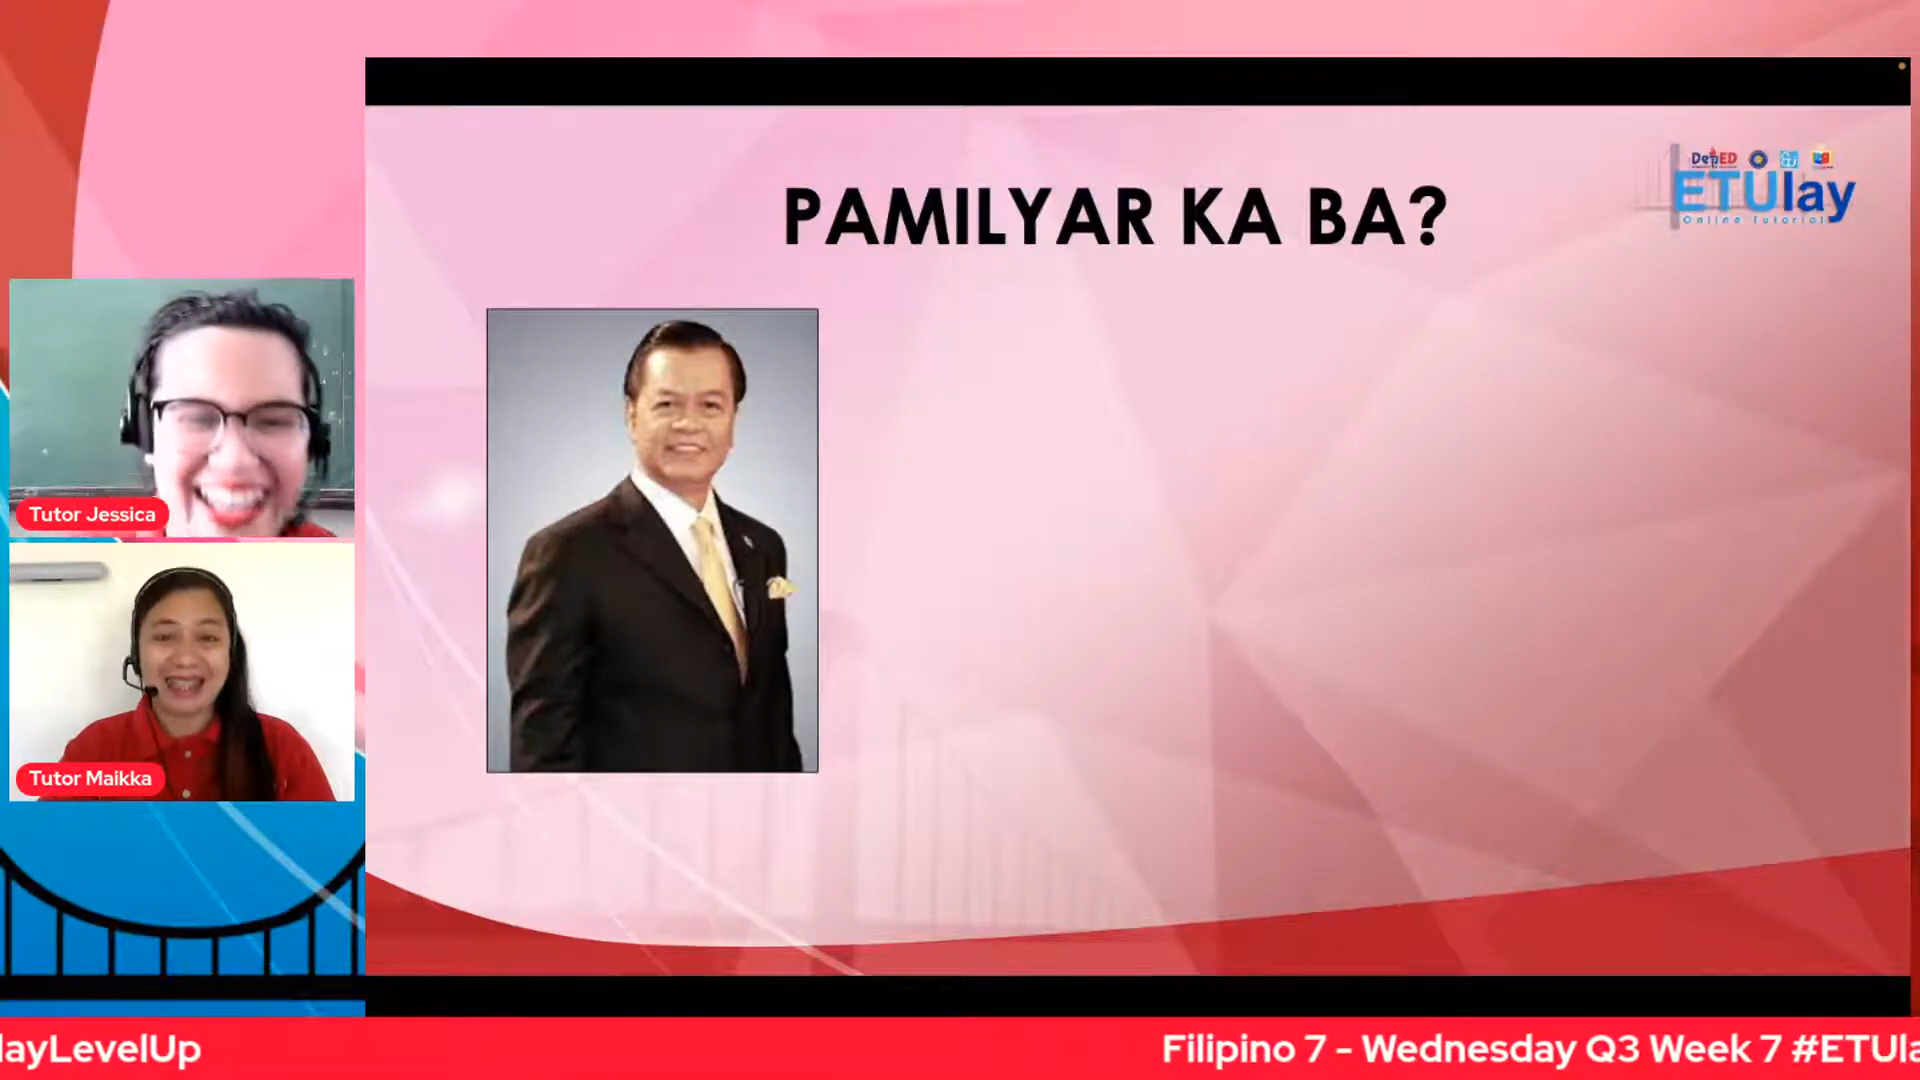 PAMILYAR KA BA?
DepED
ETUlay
Online Tutorial
Tutor Jessica
Tutor Maikka
layLevelUp
Filipino 7 - Wednesday Q3 Week 7 #ETUla